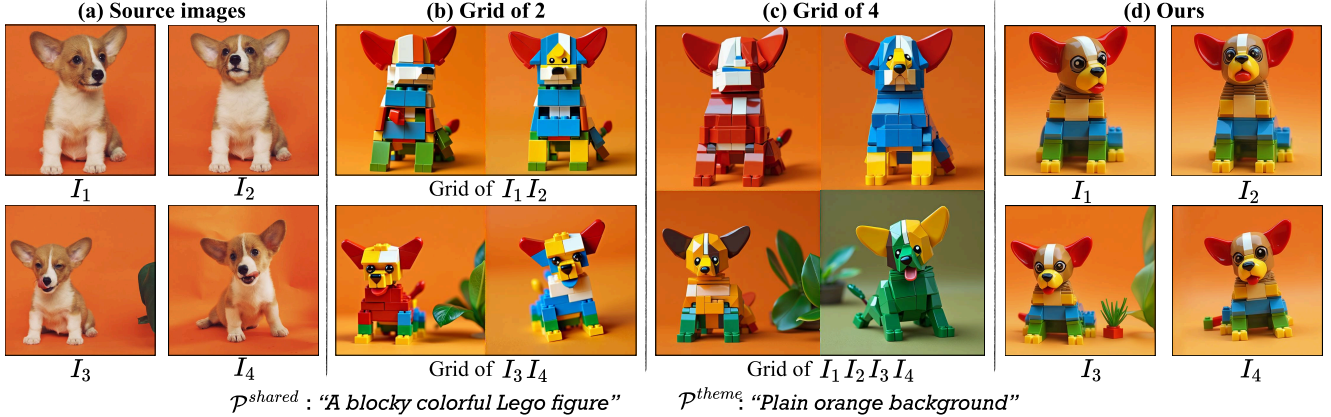 (a) Source images
(b) Grid of 2
(c) Grid of 4
(d) Ours
I₁
I₂
Grid of I₁ I₂
I₁
I₂
I₃
I₄
Grid of I₃ I₄
Grid of I₁ I₂ I₃ I₄
I₃
I₄
𝒫^shared : “A blocky colorful Lego figure”
𝒫^theme : “Plain orange background”